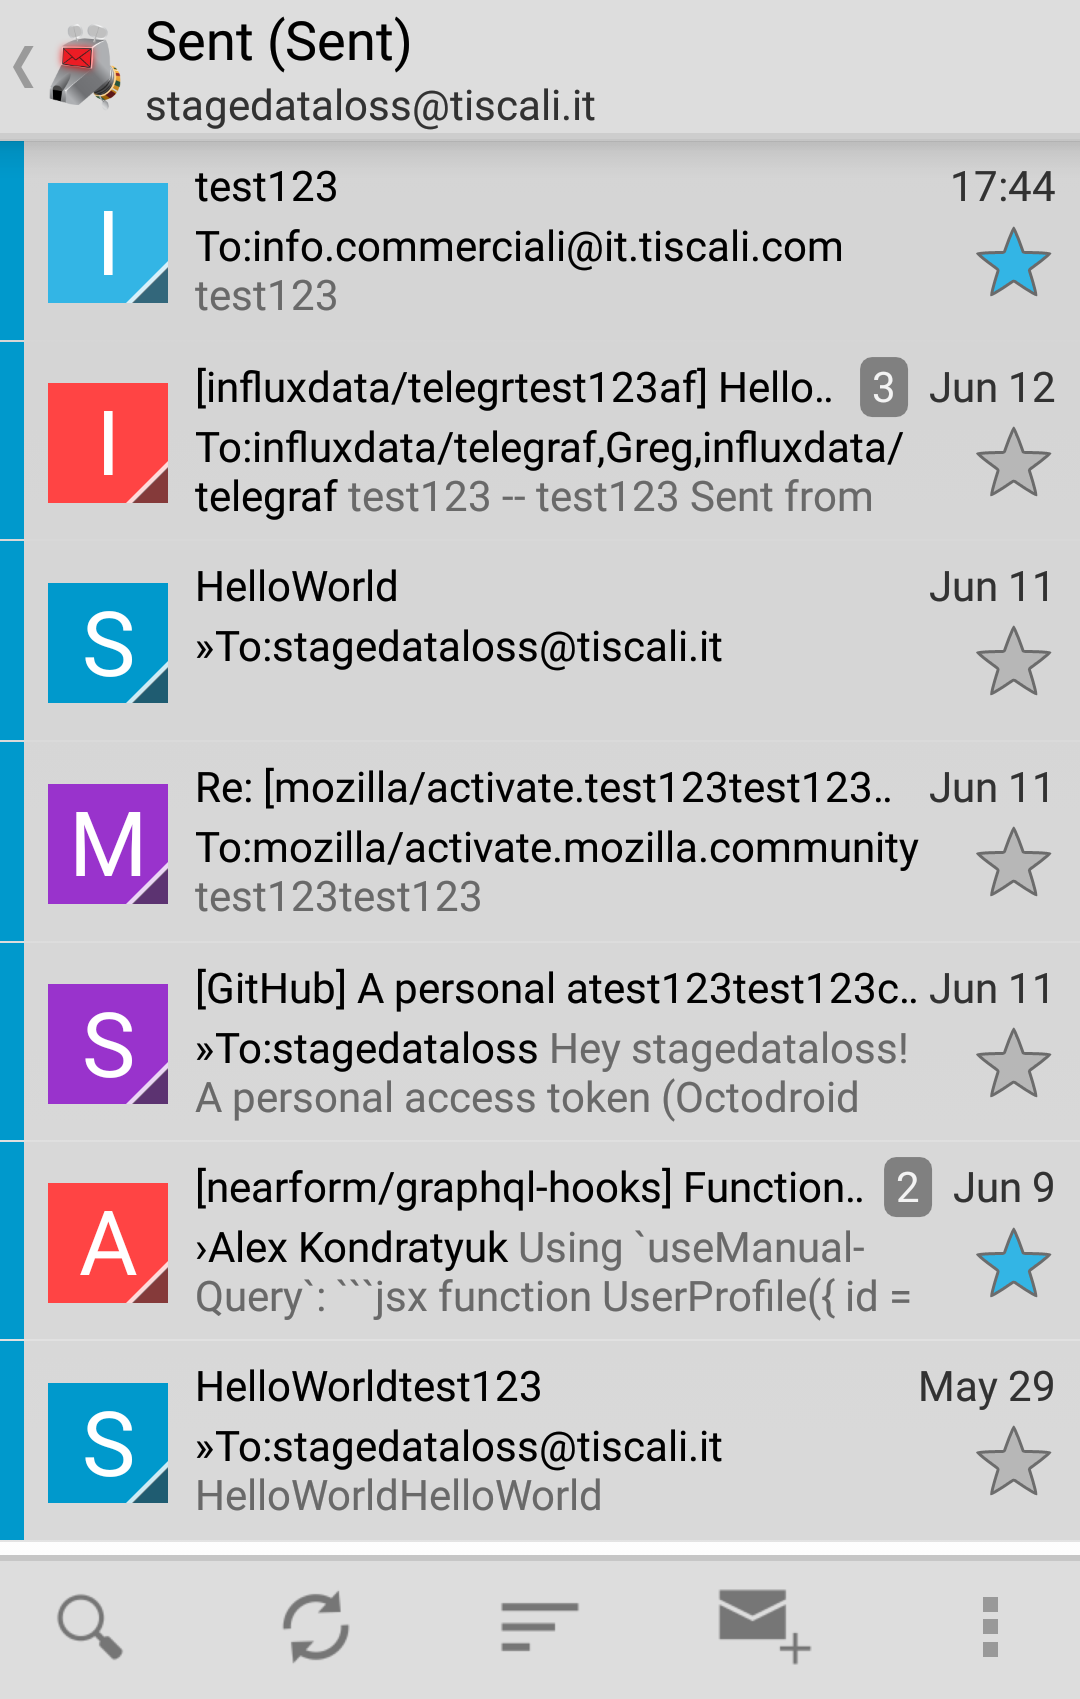 Sent (Sent)
stagedataloss@tiscali.it
I
test123
17:44
To:info.commerciali@it.tiscali.com
test123
I
[influxdata/telegrtest123af] Hello..
3
Jun 12
To:influxdata/telegraf,Greg,influxdata/
telegraf test123 -- test123 Sent from
S
HelloWorld
Jun 11
»To:stagedataloss@tiscali.it
M
Re: [mozilla/activate.test123test123..
Jun 11
To:mozilla/activate.mozilla.community
test123test123
S
[GitHub] A personal atest123test123c..
Jun 11
»To:stagedataloss Hey stagedataloss!
A personal access token (Octodroid
A
[nearform/graphql-hooks] Function..
2
Jun 9
›Alex Kondratyuk Using `useManual-
Query`: ```jsx function UserProfile({ id =
S
HelloWorldtest123
May 29
»To:stagedataloss@tiscali.it
HelloWorldHelloWorld